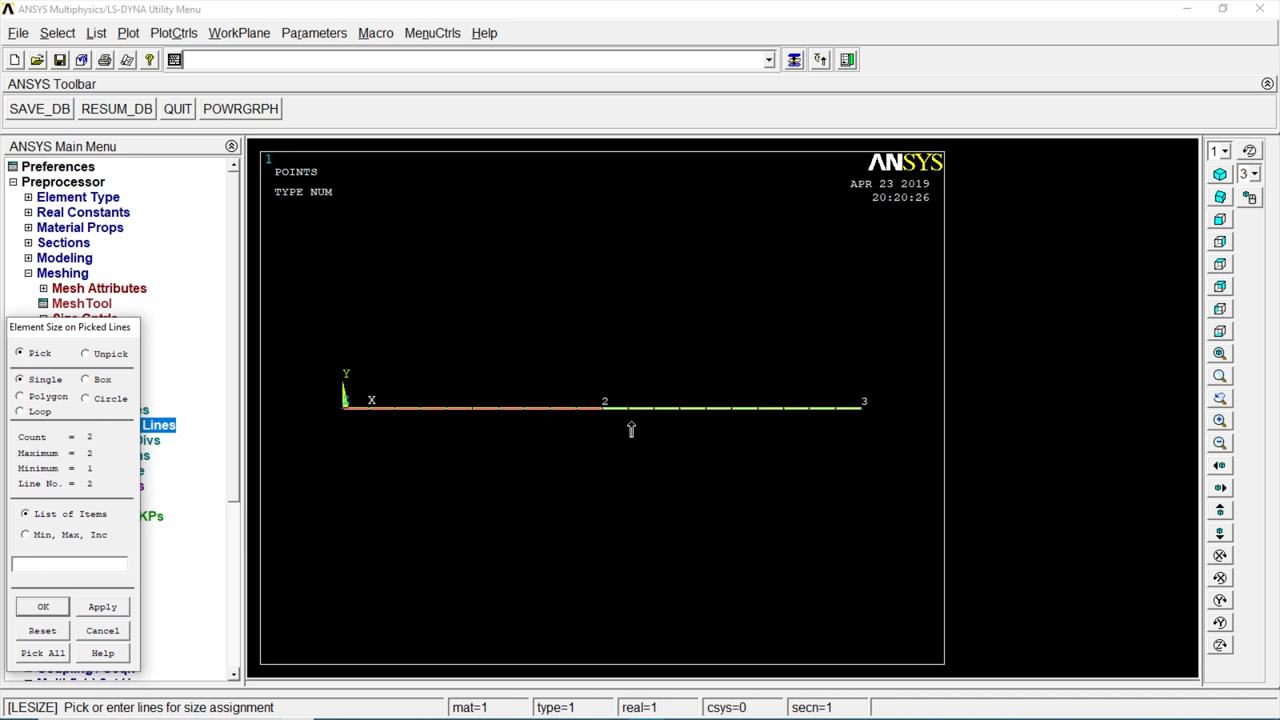 ANSYS Multiphysics/LS-DYNA Utility Menu
File Select List Plot PlotCtrls WorkPlane Parameters Macro MenuCtrls Help
ANSYS Toolbar
SAVE_DB RESUM_DB QUIT POWRGRPH
ANSYS Main Menu
Preferences
Preprocessor
Element Type
Real Constants
Material Props
Sections
Modeling
Meshing
Mesh Attributes
MeshTool
Size Cntrls
Element Size on Picked Lines
Pick Unpick
Single Box
Polygon Circle
Loop
Count = 2
Maximum = 2
Minimum = 1
Line No. = 2
List of Items
Min, Max, Inc
OK Apply
Reset Cancel
Pick All Help
Lines
Divs
KPs
1
POINTS
TYPE NUM
ANSYS
APR 23 2019
20:20:26
Y
X
2
3
1
3
[LESIZE] Pick or enter lines for size assignment
mat=1 type=1 real=1 csys=0 secn=1